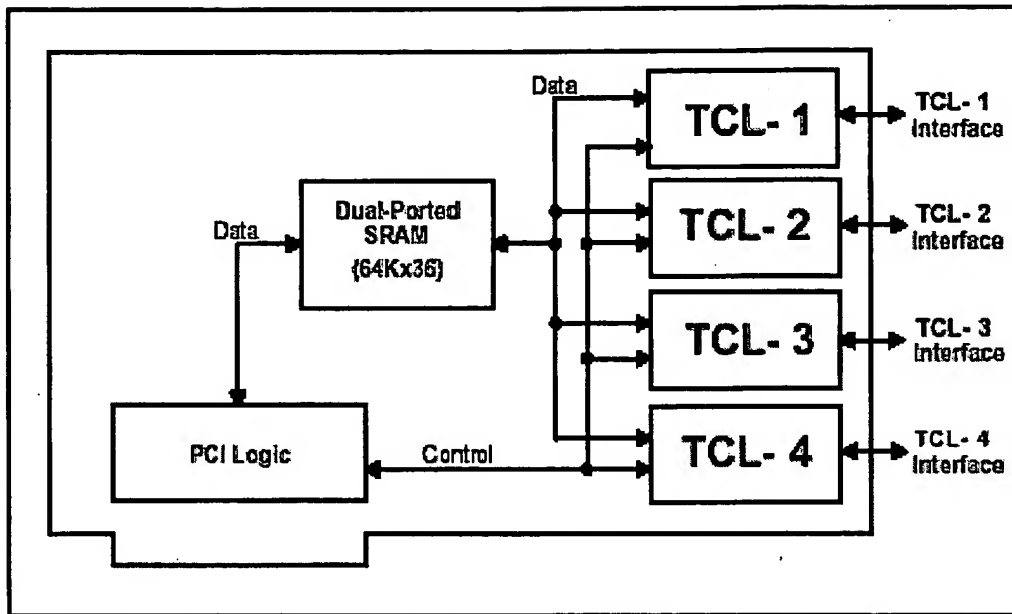 Data
TCL- 1
TCL- 1
Interface
Dual-Ported
SRAM
(64Kx36)
Data
TCL- 2
TCL- 2
Interface
TCL- 3
TCL- 3
Interface
PCI Logic
Control
TCL- 4
TCL- 4
Interface